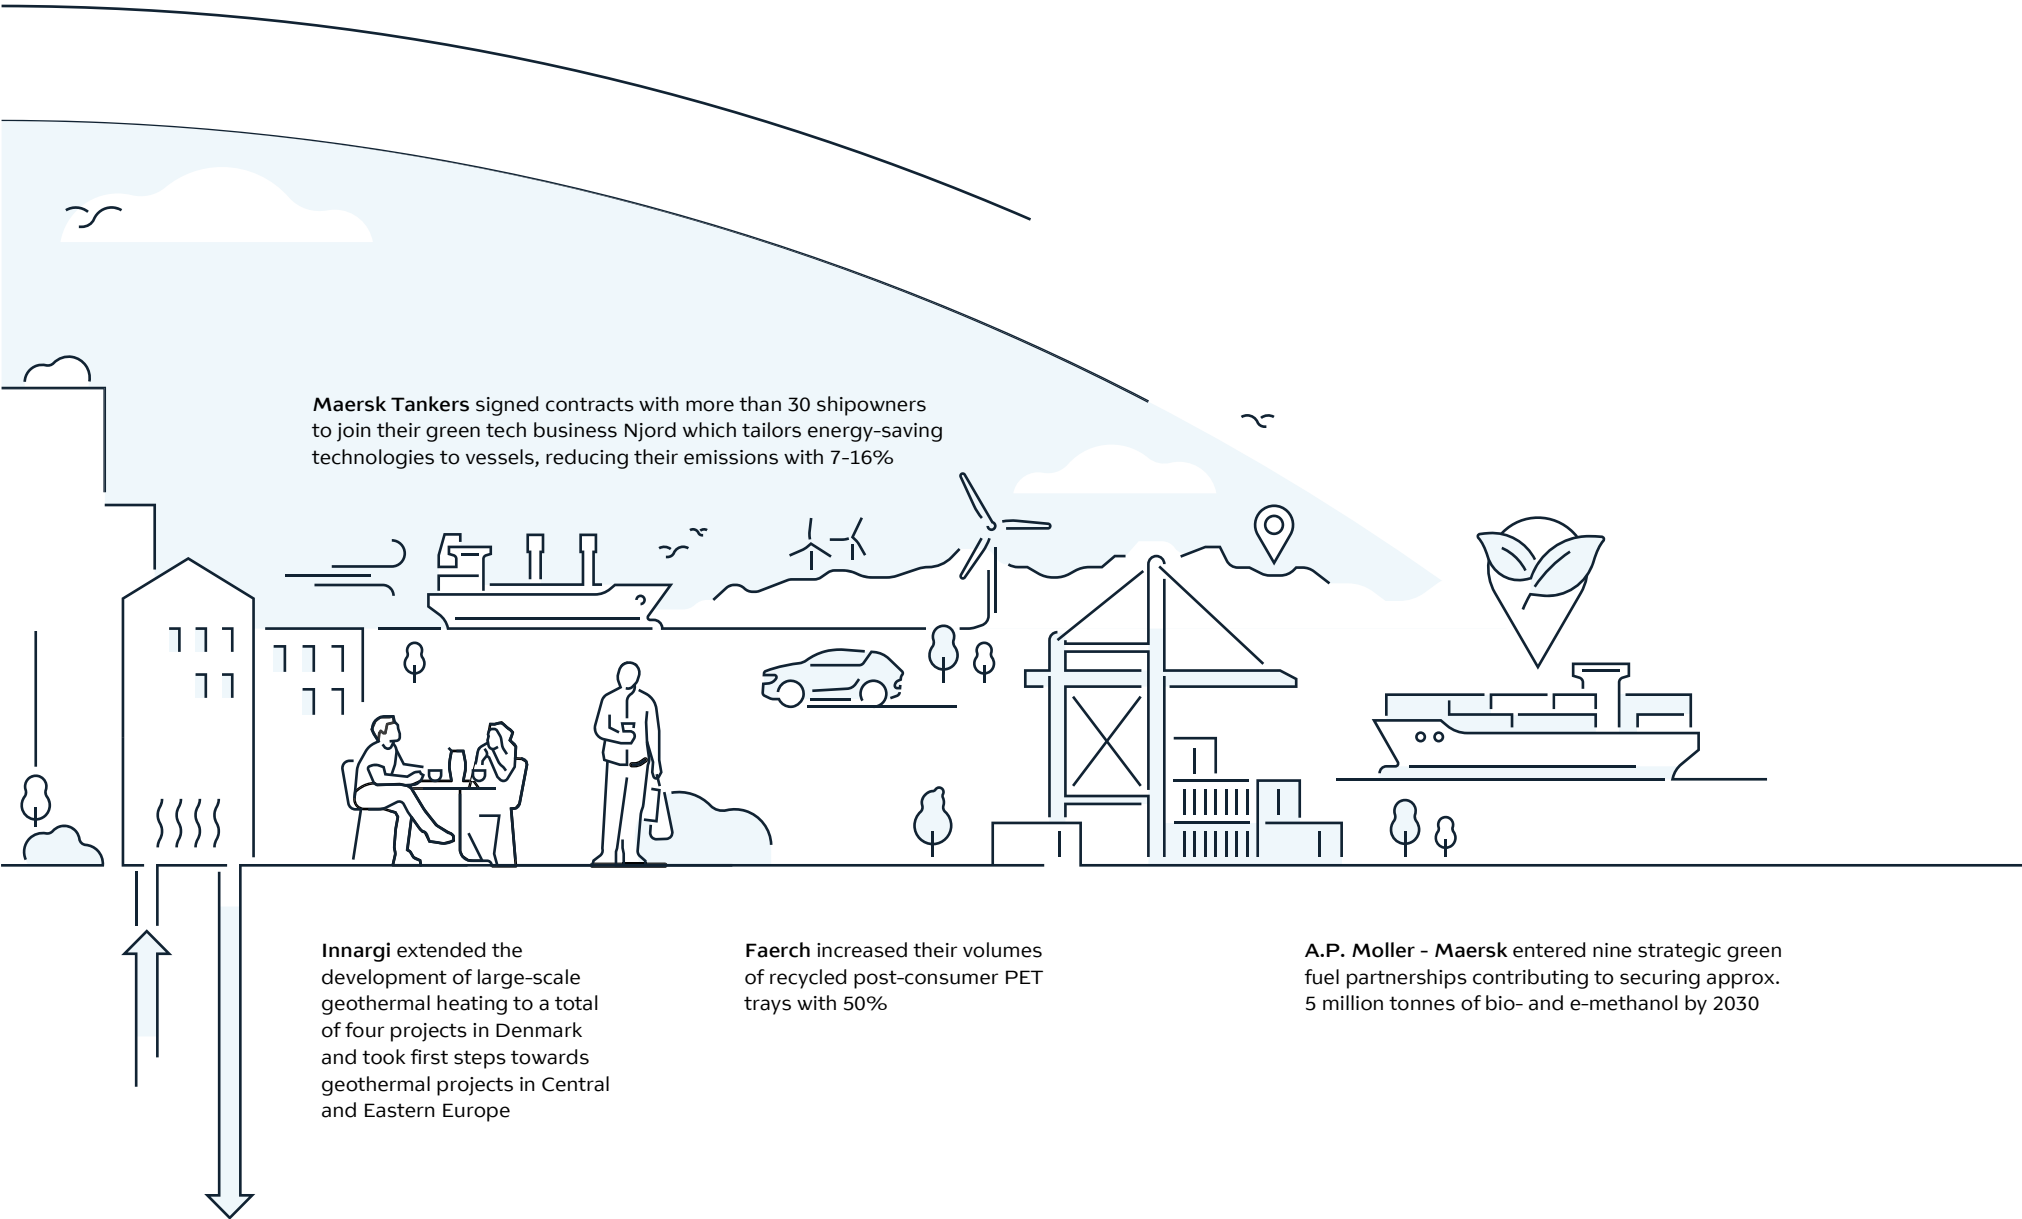 Maersk Tankers signed contracts with more than 30 shipowners
to join their green tech business Njord which tailors energy-saving
technologies to vessels, reducing their emissions with 7-16%
Innargi extended the
development of large-scale
geothermal heating to a total
of four projects in Denmark
and took first steps towards
geothermal projects in Central
and Eastern Europe
Faerch increased their volumes
of recycled post-consumer PET
trays with 50%
A.P. Moller - Maersk entered nine strategic green
fuel partnerships contributing to securing approx.
5 million tonnes of bio- and e-methanol by 2030